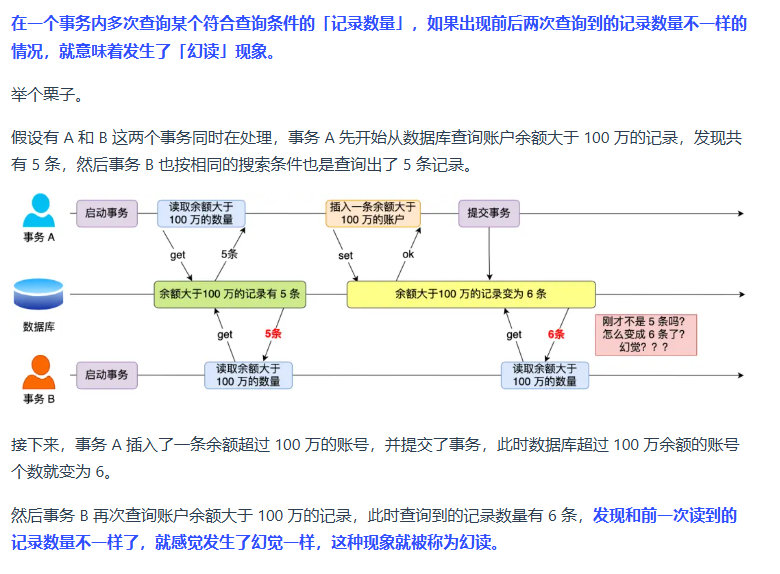 在一个事务内多次查询某个符合查询条件的「记录数量」，如果出现前后两次查询到的记录数量不一样的
情况，就意味着发生了「幻读」现象。
举个栗子。
假设有 A 和 B 这两个事务同时在处理，事务 A 先开始从数据库查询账户余额大于 100 万的记录，发现共
有 5 条，然后事务 B 也按相同的搜索条件也是查询出了 5 条记录。
启动事务
读取余额大于
100 万的数量
插入一条余额大于
100 万的账户
提交事务
事务 A
get
5条
set
ok
余额大于100 万的记录有 5 条
余额大于100 万的记录变为 6 条
数据库
get
5条
get
6条
刚才不是 5 条吗?
怎么变成 6 条了?
幻觉? ? ?
启动事务
读取余额大于
100 万的数量
读取余额大于
100 万的数量
事务 B
接下来，事务 A 插入了一条余额超过 100 万的账号，并提交了事务，此时数据库超过 100 万余额的账号
个数就变为 6。
然后事务 B 再次查询账户余额大于 100 万的记录，此时查询到的记录数量有 6 条，发现和前一次读到的
记录数量不一样了，就感觉发生了幻觉一样，这种现象就被称为幻读。